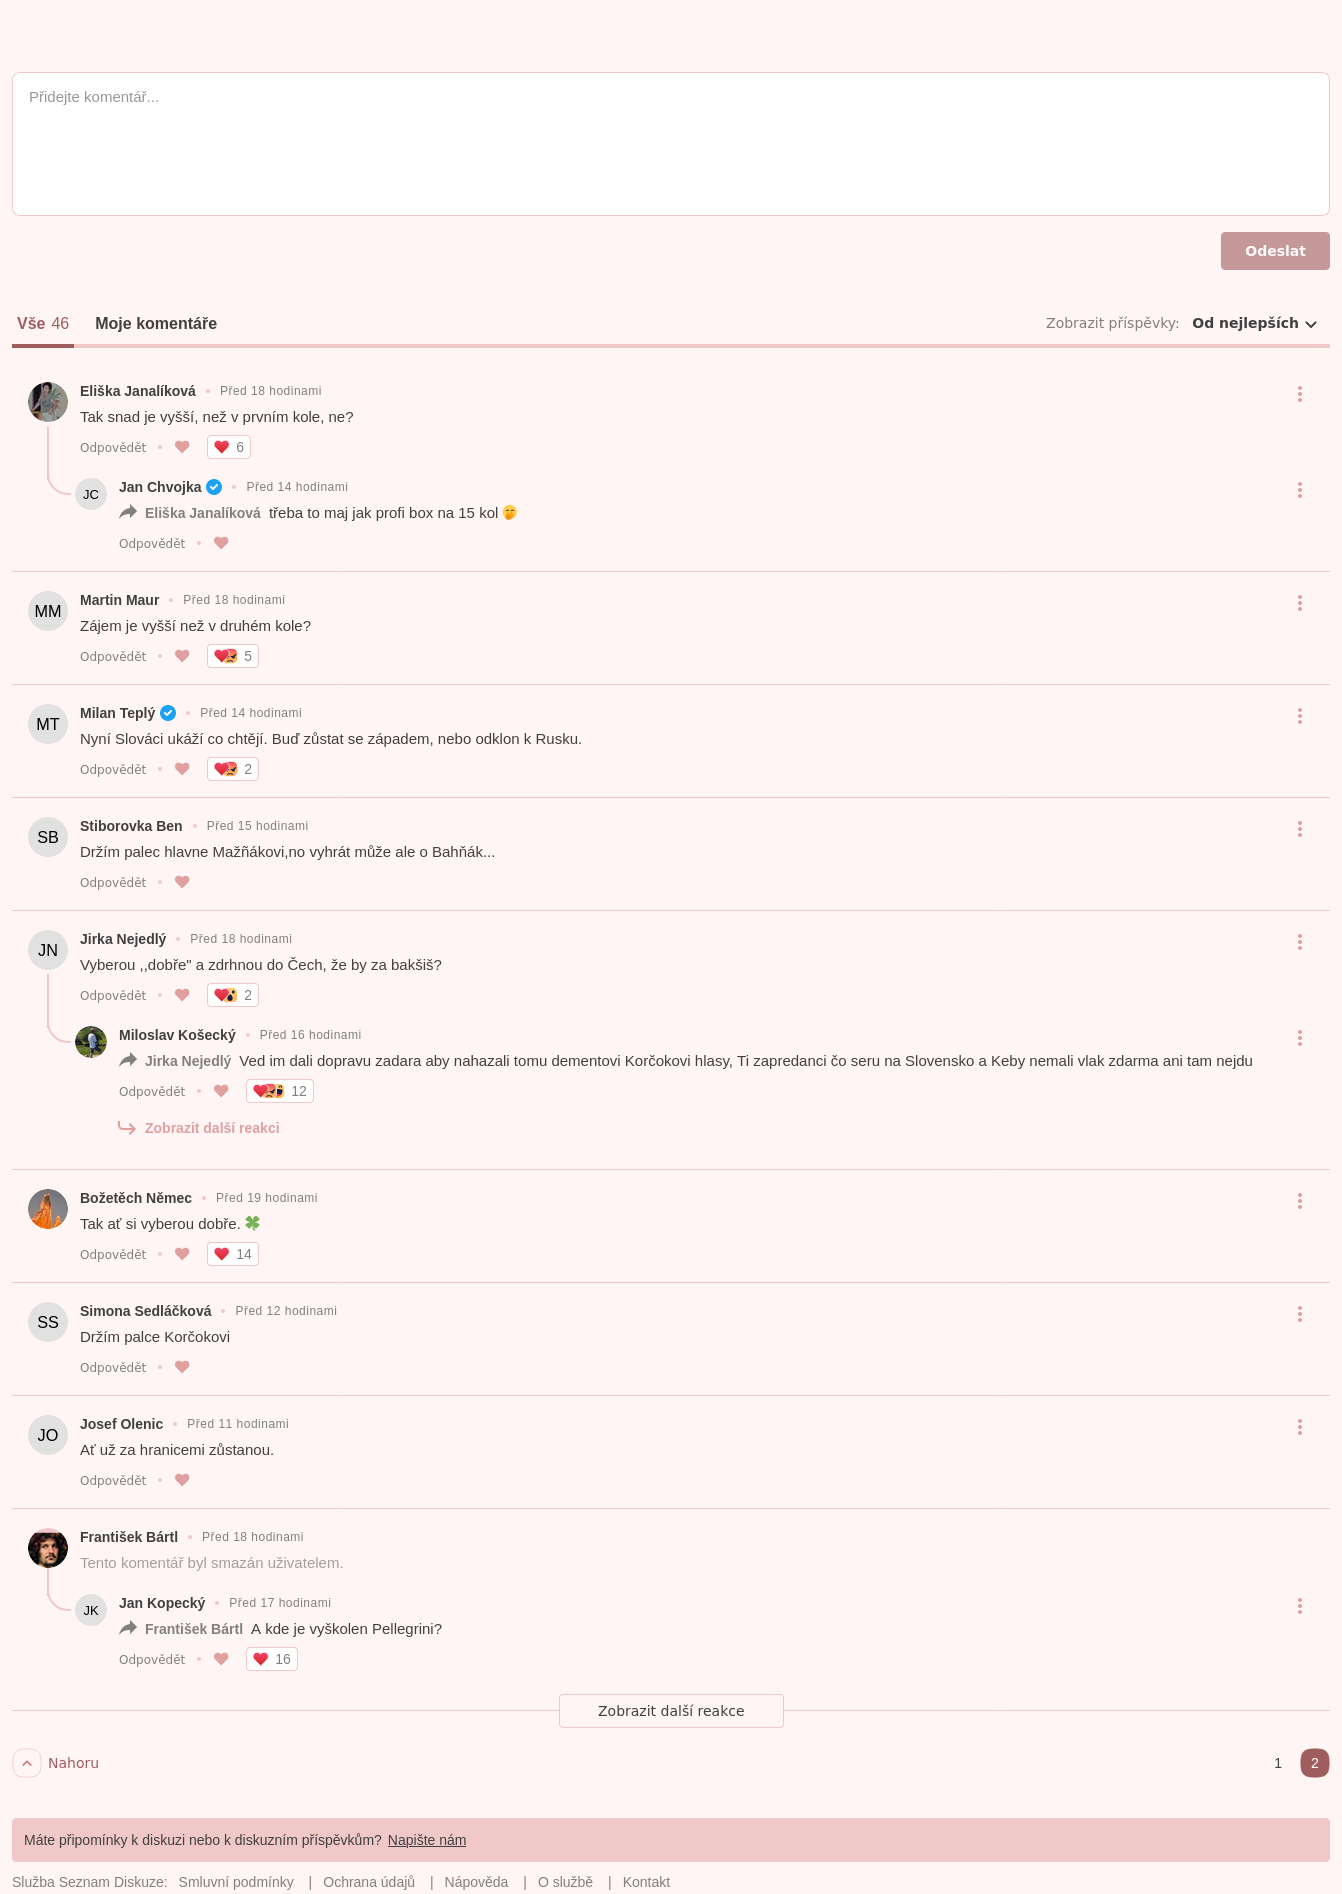 Přidejte komentář...
Odeslat
Vše 46 Moje komentáře Zobrazit příspěvky: Od nejlepších
Eliška Janalíková • Před 18 hodinami
Tak snad je vyšší, než v prvním kole, ne?
Odpovědět • 6
JC Jan Chvojka • Před 14 hodinami
Eliška Janalíková třeba to maj jak profi box na 15 kol 🤭
Odpovědět •
MM Martin Maur • Před 18 hodinami
Zájem je vyšší než v druhém kole?
Odpovědět • 5
MT Milan Teplý • Před 14 hodinami
Nyní Slováci ukáží co chtějí. Buď zůstat se západem, nebo odklon k Rusku.
Odpovědět • 2
SB Stiborovka Ben • Před 15 hodinami
Držím palec hlavne Mažňákovi,no vyhrát může ale o Bahňák...
Odpovědět •
JN Jirka Nejedlý • Před 18 hodinami
Vyberou ,,dobře" a zdrhnou do Čech, že by za bakšiš?
Odpovědět • 2
Miloslav Košecký • Před 16 hodinami
Jirka Nejedlý Ved im dali dopravu zadara aby nahazali tomu dementovi Korčokovi hlasy, Ti zapredanci čo seru na Slovensko a Keby nemali vlak zdarma ani tam nejdu
Odpovědět • 12
Zobrazit další reakci
Božetěch Němec • Před 19 hodinami
Tak ať si vyberou dobře. 🍀
Odpovědět • 14
SS Simona Sedláčková • Před 12 hodinami
Držím palce Korčokovi
Odpovědět •
JO Josef Olenic • Před 11 hodinami
Ať už za hranicemi zůstanou.
Odpovědět •
František Bártl • Před 18 hodinami
Tento komentář byl smazán uživatelem.
JK Jan Kopecký • Před 17 hodinami
František Bártl A kde je vyškolen Pellegrini?
Odpovědět • 16
Zobrazit další reakce
Nahoru 1 2
Máte připomínky k diskuzi nebo k diskuzním příspěvkům? Napište nám
Služba Seznam Diskuze: Smluvní podmínky | Ochrana údajů | Nápověda | O službě | Kontakt